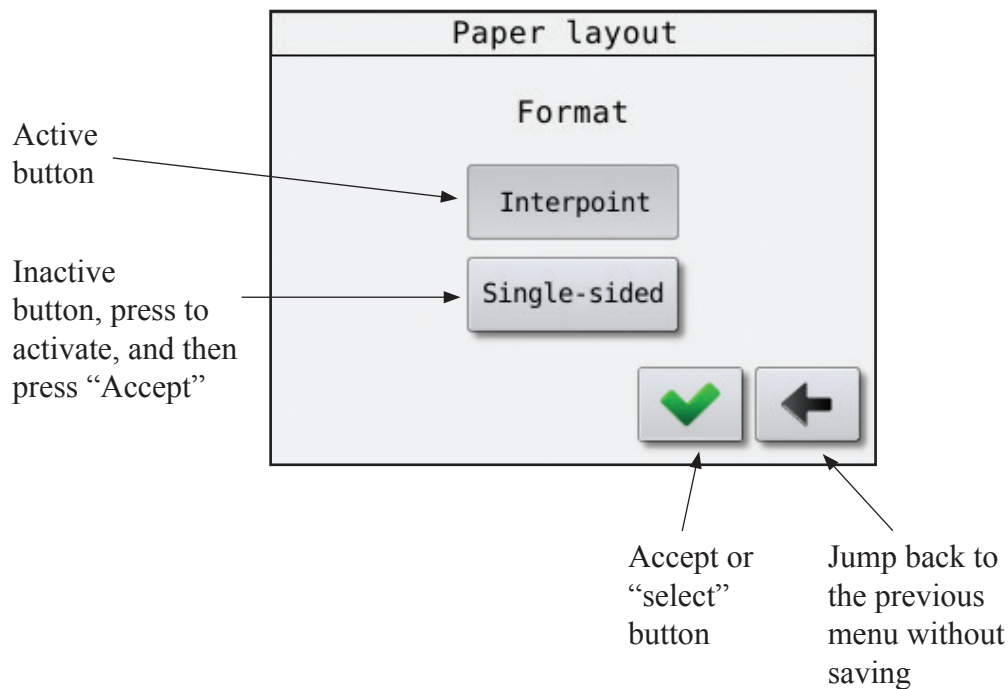 Paper layout
Format
Active
button
Interpoint
Inactive
button, press to
activate, and then
press “Accept”
Single-sided
Accept or
“select”
button
Jump back to
the previous
menu without
saving